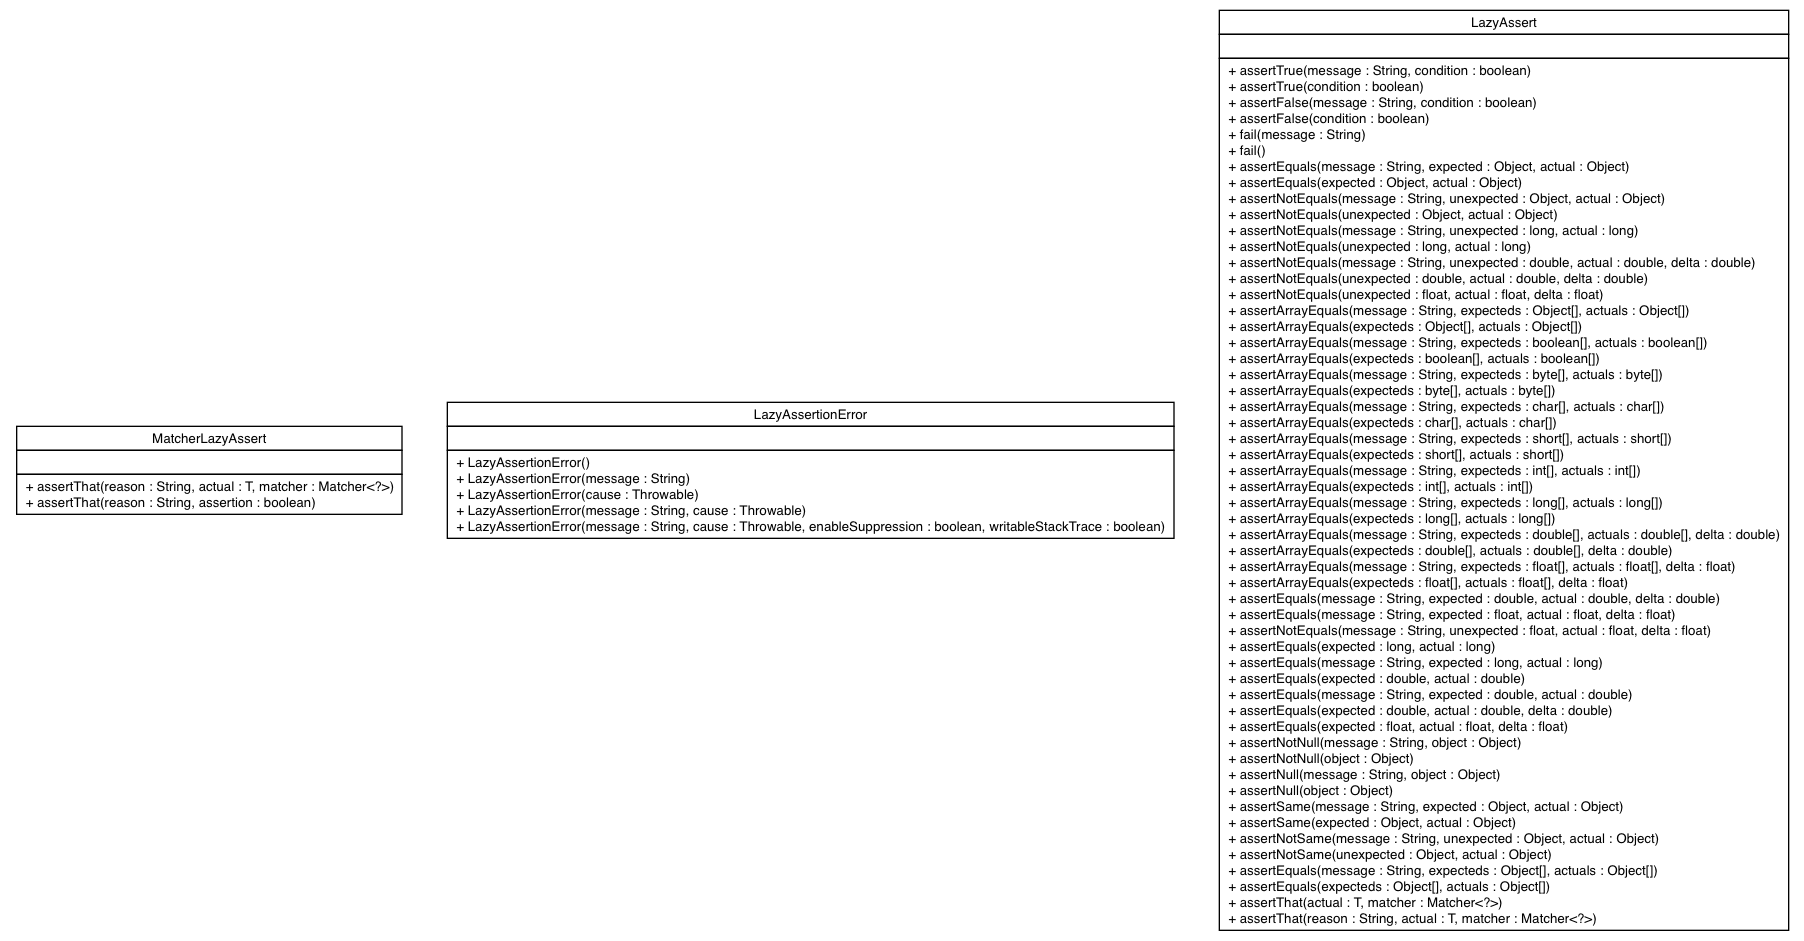 MatcherLazyAssert
+ assertThat(reason : String, actual : T, matcher : Matcher<?>)
+ assertThat(reason : String, assertion : boolean)
LazyAssertionError
+ LazyAssertionError()
+ LazyAssertionError(message : String)
+ LazyAssertionError(cause : Throwable)
+ LazyAssertionError(message : String, cause : Throwable)
+ LazyAssertionError(message : String, cause : Throwable, enableSuppression : boolean, writableStackTrace : boolean)
LazyAssert
+ assertTrue(message : String, condition : boolean)
+ assertTrue(condition : boolean)
+ assertFalse(message : String, condition : boolean)
+ assertFalse(condition : boolean)
+ fail(message : String)
+ fail()
+ assertEquals(message : String, expected : Object, actual : Object)
+ assertEquals(expected : Object, actual : Object)
+ assertNotEquals(message : String, unexpected : Object, actual : Object)
+ assertNotEquals(unexpected : Object, actual : Object)
+ assertNotEquals(message : String, unexpected : long, actual : long)
+ assertNotEquals(unexpected : long, actual : long)
+ assertNotEquals(message : String, unexpected : double, actual : double, delta : double)
+ assertNotEquals(unexpected : double, actual : double, delta : double)
+ assertNotEquals(unexpected : float, actual : float, delta : float)
+ assertArrayEquals(message : String, expecteds : Object[], actuals : Object[])
+ assertArrayEquals(expecteds : Object[], actuals : Object[])
+ assertArrayEquals(message : String, expecteds : boolean[], actuals : boolean[])
+ assertArrayEquals(expecteds : boolean[], actuals : boolean[])
+ assertArrayEquals(message : String, expecteds : byte[], actuals : byte[])
+ assertArrayEquals(expecteds : byte[], actuals : byte[])
+ assertArrayEquals(message : String, expecteds : char[], actuals : char[])
+ assertArrayEquals(expecteds : char[], actuals : char[])
+ assertArrayEquals(message : String, expecteds : short[], actuals : short[])
+ assertArrayEquals(expecteds : short[], actuals : short[])
+ assertArrayEquals(message : String, expecteds : int[], actuals : int[])
+ assertArrayEquals(expecteds : int[], actuals : int[])
+ assertArrayEquals(message : String, expecteds : long[], actuals : long[])
+ assertArrayEquals(expecteds : long[], actuals : long[])
+ assertArrayEquals(message : String, expecteds : double[], actuals : double[], delta : double)
+ assertArrayEquals(expecteds : double[], actuals : double[], delta : double)
+ assertArrayEquals(message : String, expecteds : float[], actuals : float[], delta : float)
+ assertArrayEquals(expecteds : float[], actuals : float[], delta : float)
+ assertEquals(message : String, expected : double, actual : double, delta : double)
+ assertEquals(message : String, expected : float, actual : float, delta : float)
+ assertNotEquals(message : String, unexpected : float, actual : float, delta : float)
+ assertEquals(expected : long, actual : long)
+ assertEquals(message : String, expected : long, actual : long)
+ assertEquals(expected : double, actual : double)
+ assertEquals(message : String, expected : double, actual : double)
+ assertEquals(expected : double, actual : double, delta : double)
+ assertEquals(expected : float, actual : float, delta : float)
+ assertNotNull(message : String, object : Object)
+ assertNotNull(object : Object)
+ assertNull(message : String, object : Object)
+ assertNull(object : Object)
+ assertSame(message : String, expected : Object, actual : Object)
+ assertSame(expected : Object, actual : Object)
+ assertNotSame(message : String, unexpected : Object, actual : Object)
+ assertNotSame(unexpected : Object, actual : Object)
+ assertEquals(message : String, expecteds : Object[], actuals : Object[])
+ assertEquals(expecteds : Object[], actuals : Object[])
+ assertThat(actual : T, matcher : Matcher<?>)
+ assertThat(reason : String, actual : T, matcher : Matcher<?>)